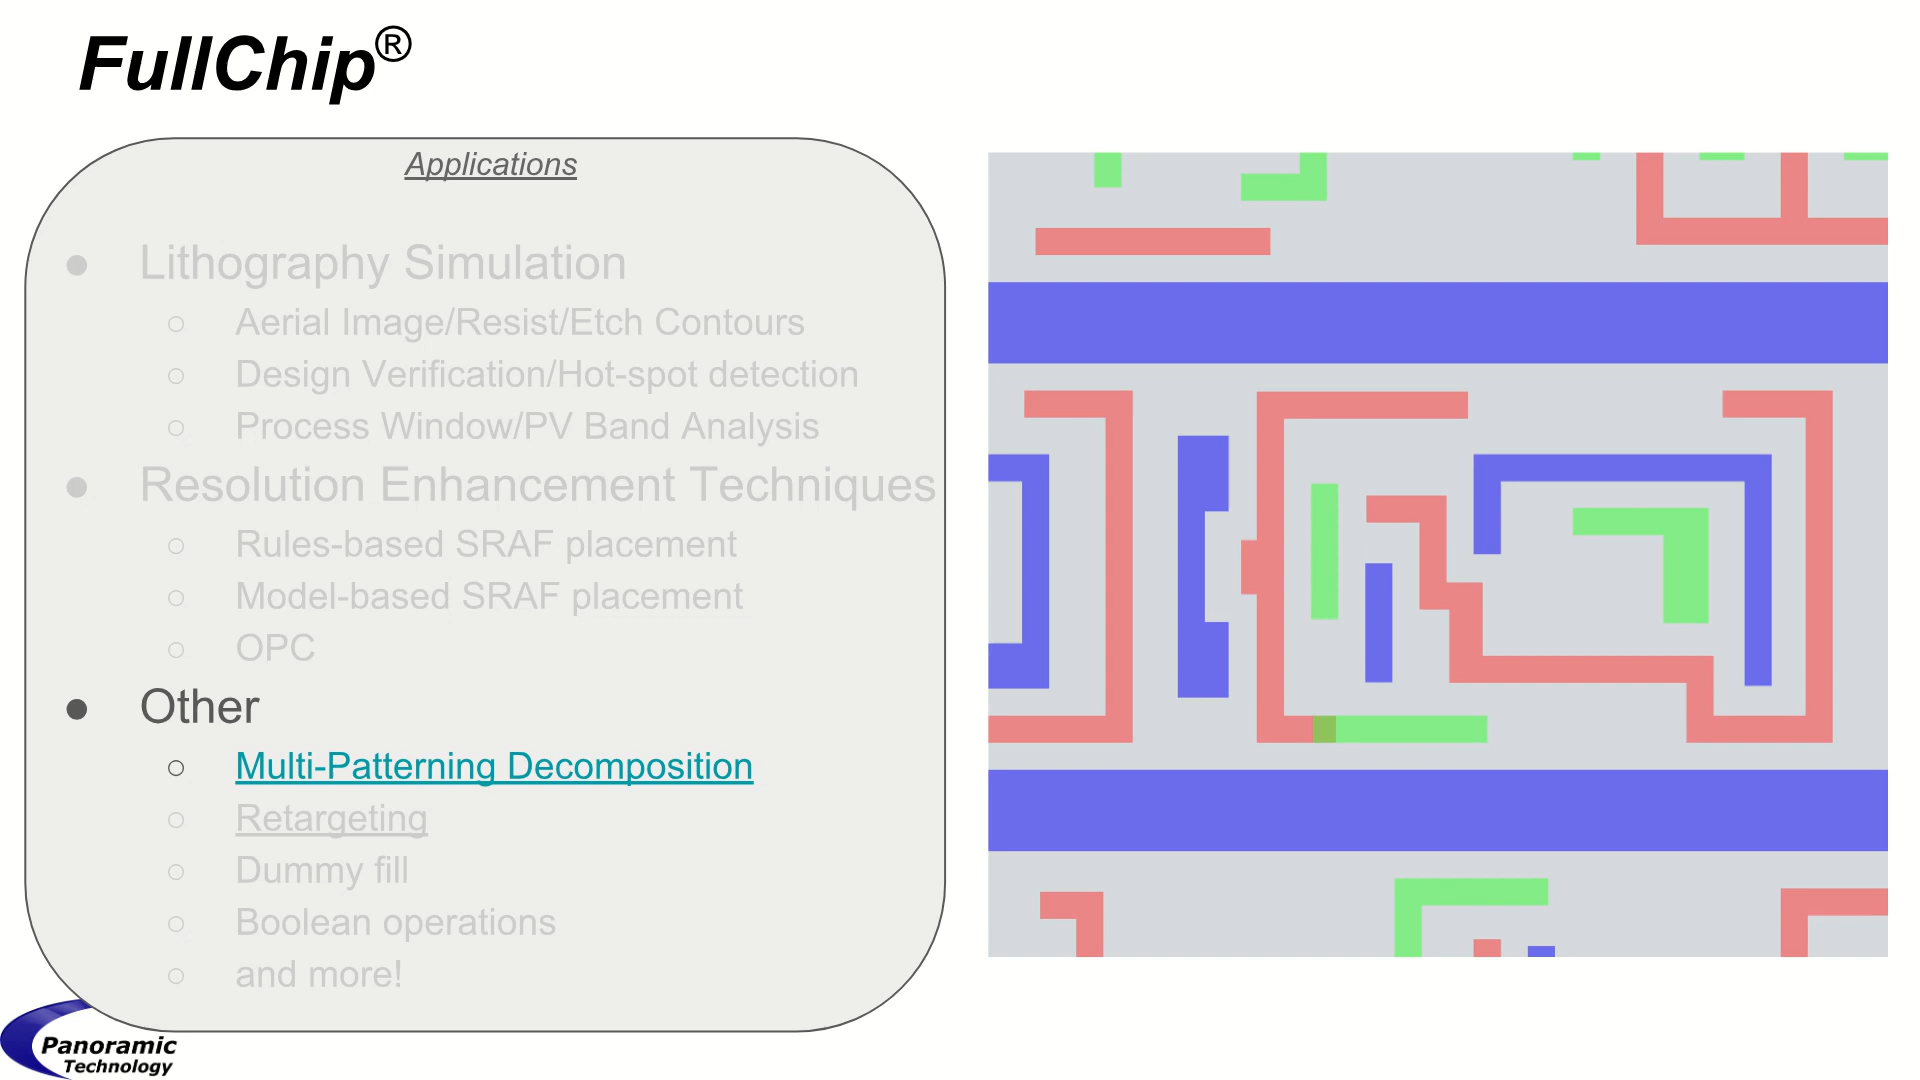 FullChip®
Applications
● Lithography Simulation
○ Aerial Image/Resist/Etch Contours
○ Design Verification/Hot-spot detection
○ Process Window/PV Band Analysis
● Resolution Enhancement Techniques
○ Rules-based SRAF placement
○ Model-based SRAF placement
○ OPC
● Other
○ Multi-Patterning Decomposition
○ Retargeting
○ Dummy fill
○ Boolean operations
○ and more!
Panoramic
Technology